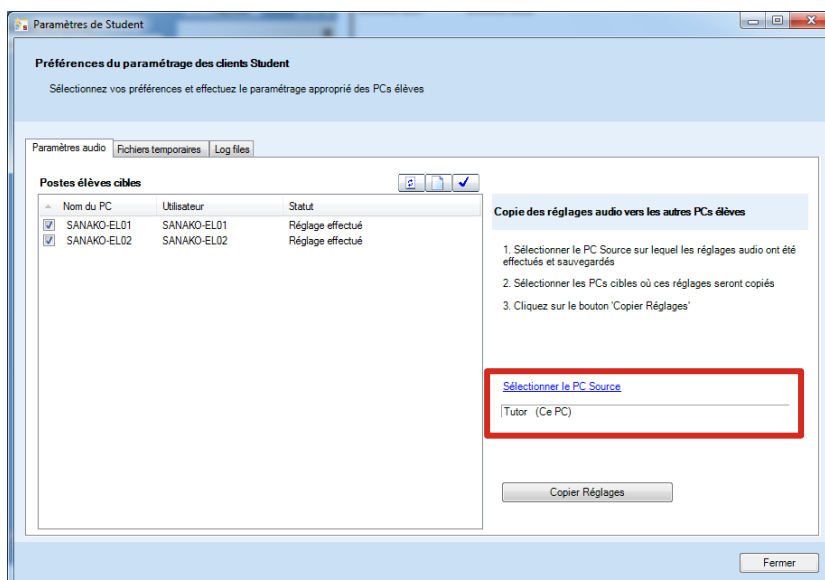 Paramètres de Student
Préférences du paramétrage des clients Student
Sélectionnez vos préférences et effectuez le paramétrage approprié des PCs élèves
Paramètres audio Fichiers temporaires Log files
Postes élèves cibles
Nom du PC Utilisateur Statut
SANAKO-EL01 SANAKO-EL01 Réglage effectué
SANAKO-EL02 SANAKO-EL02 Réglage effectué
Copie des réglages audio vers les autres PCs élèves
1. Sélectionner le PC Source sur lequel les réglages audio ont été
effectués et sauvegardés
2. Sélectionner les PCs cibles où ces réglages seront copiés
3. Cliquez sur le bouton 'Copier Réglages'
Sélectionner le PC Source
Tutor (Ce PC)
Copier Réglages
Fermer